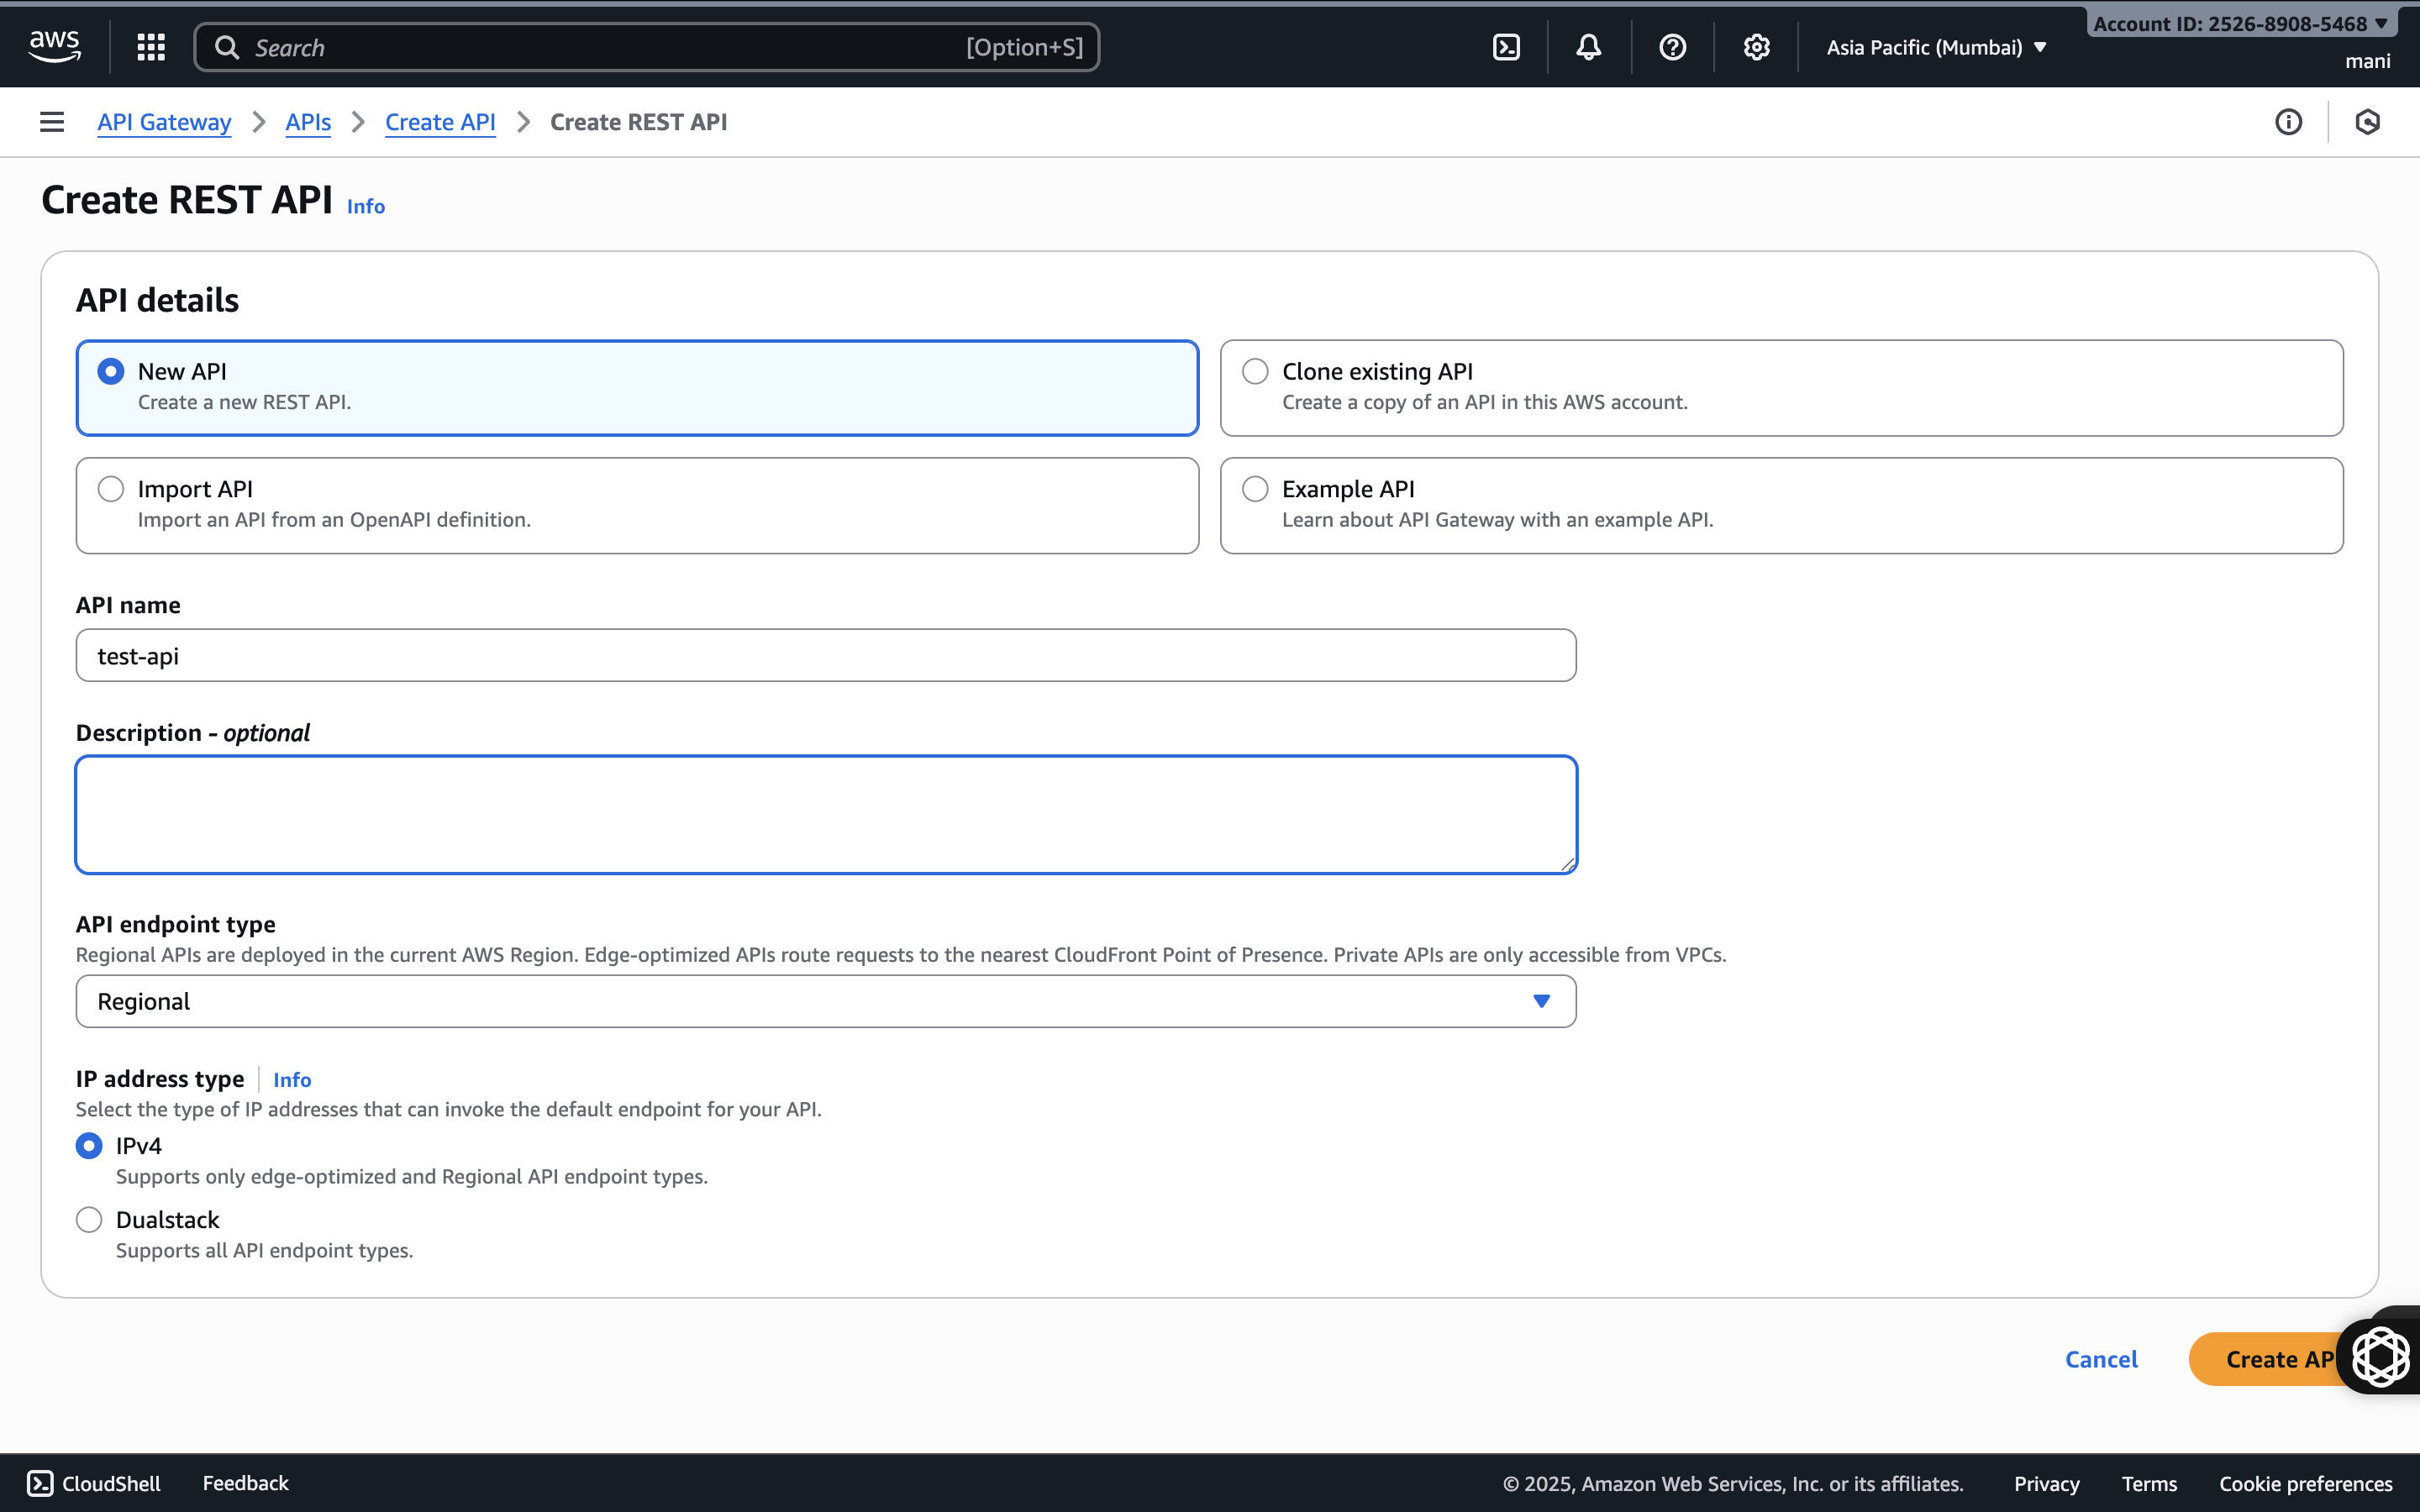 aws
Search
[Option+S]
Asia Pacific (Mumbai)
Account ID: 2526-8908-5468
mani
API Gateway
APIs
Create API
Create REST API
Create REST API
Info
API details
New API
Create a new REST API.
Clone existing API
Create a copy of an API in this AWS account.
Import API
Import an API from an OpenAPI definition.
Example API
Learn about API Gateway with an example API.
API name
test-api
Description - optional
API endpoint type
Regional APIs are deployed in the current AWS Region. Edge-optimized APIs route requests to the nearest CloudFront Point of Presence. Private APIs are only accessible from VPCs.
Regional
IP address type
Info
Select the type of IP addresses that can invoke the default endpoint for your API.
IPv4
Supports only edge-optimized and Regional API endpoint types.
Dualstack
Supports all API endpoint types.
Cancel
Create AP
CloudShell
Feedback
© 2025, Amazon Web Services, Inc. or its affiliates.
Privacy
Terms
Cookie preferences